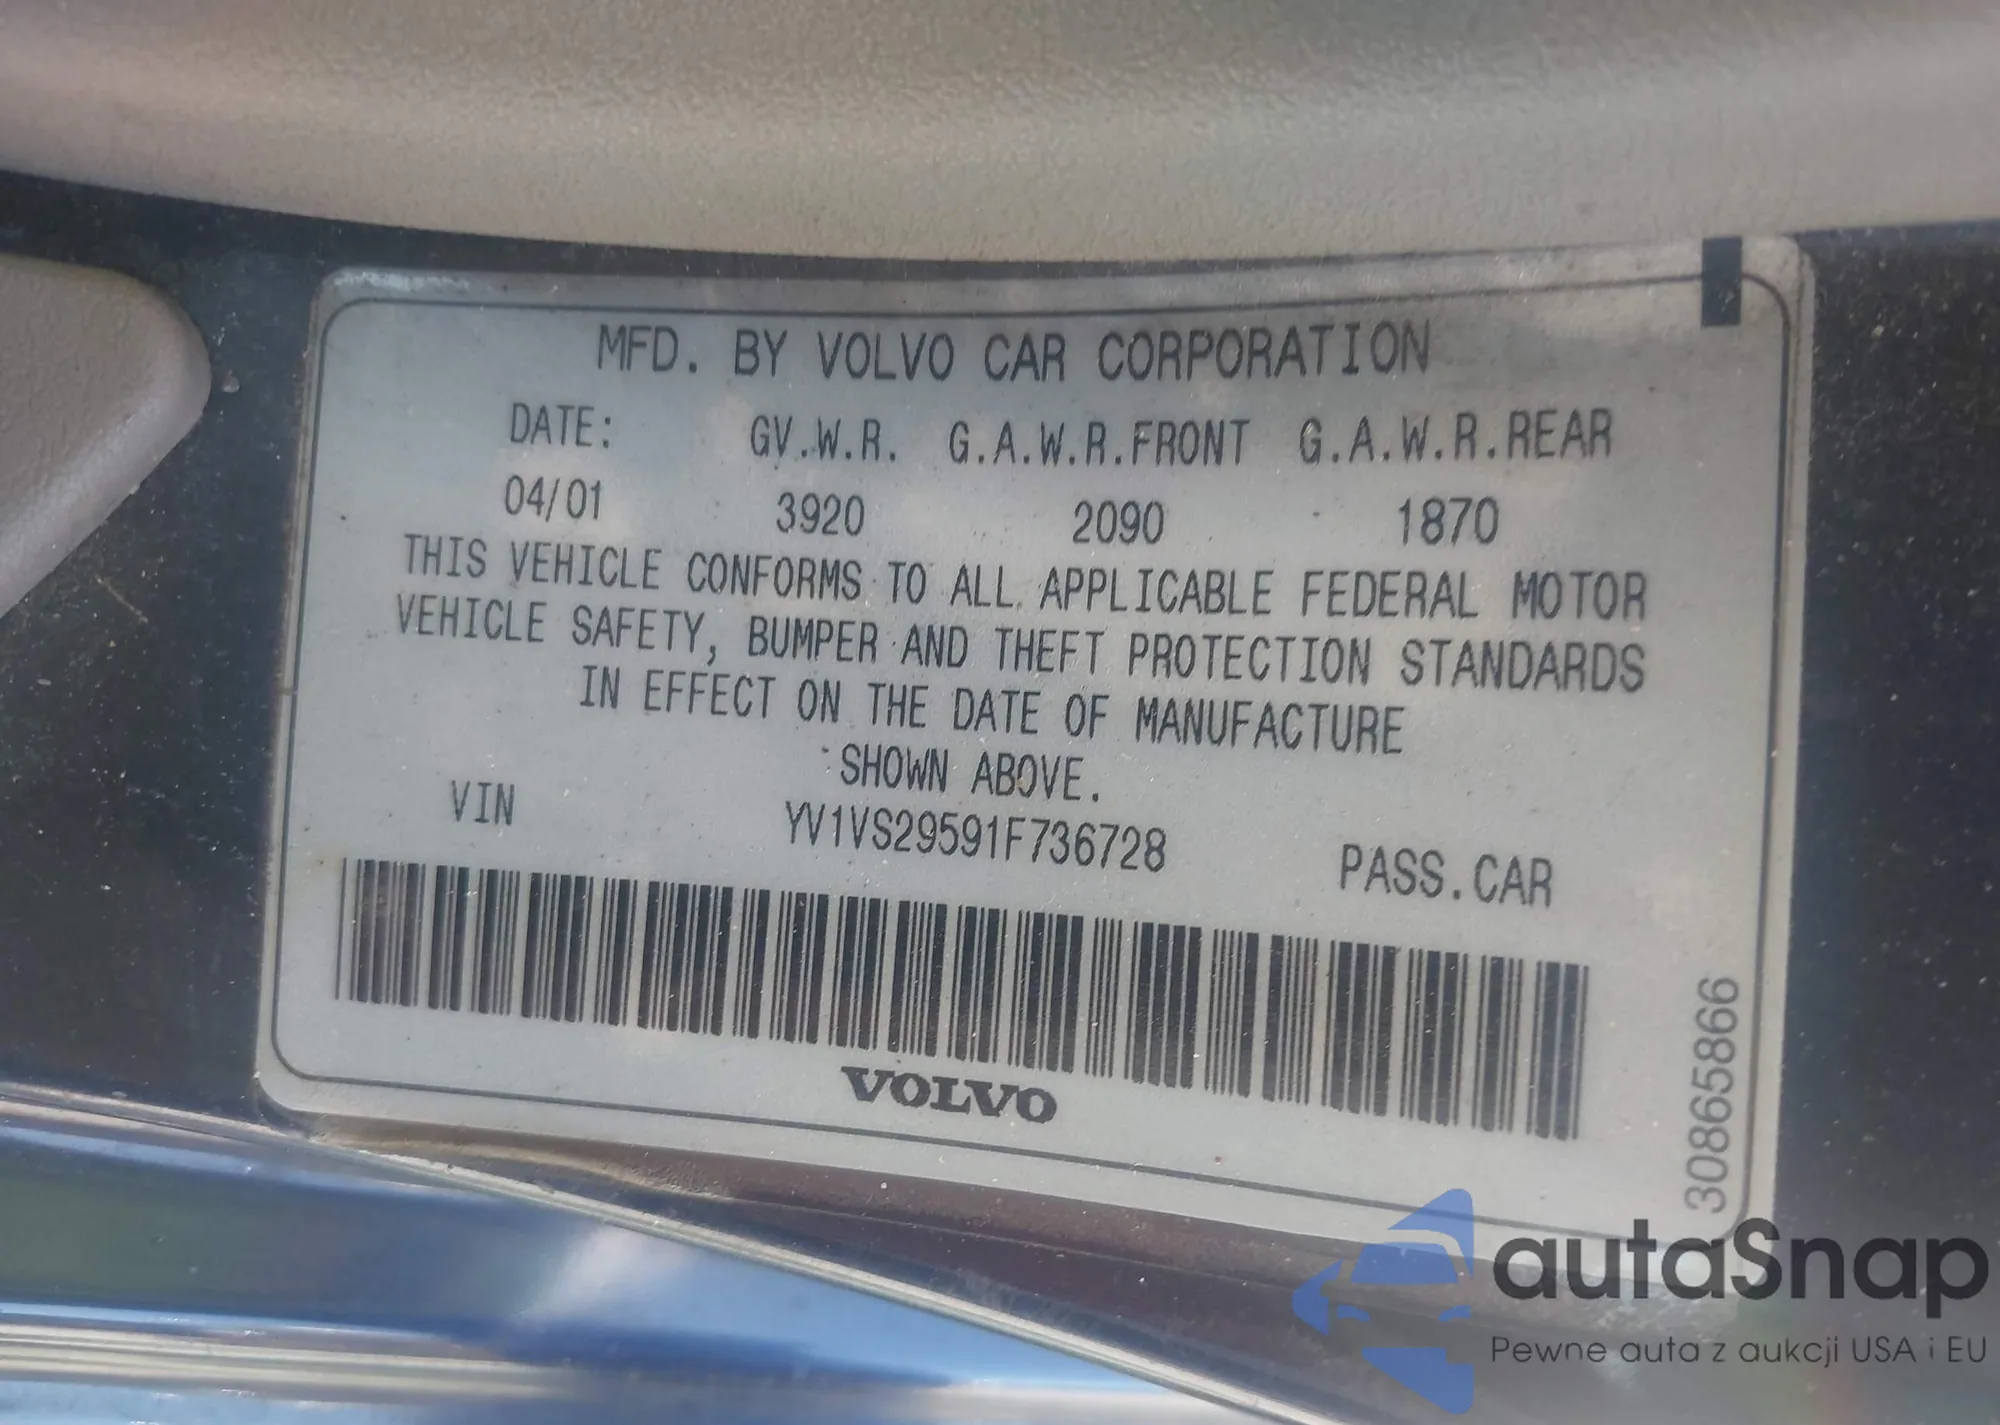 MFD. BY VOLVO CAR CORPORATION
DATE: GV.W.R. G.A.W.R.FRONT G.A.W.R.REAR
04/01 3920 2090 1870
THIS VEHICLE CONFORMS TO ALL APPLICABLE FEDERAL MOTOR
VEHICLE SAFETY, BUMPER AND THEFT PROTECTION STANDARDS
IN EFFECT ON THE DATE OF MANUFACTURE
SHOWN ABOVE.
VIN YV1VS29591F736728 PASS.CAR
VOLVO
30865866
autaSnap
Pewne auta z aukcji USA i EU